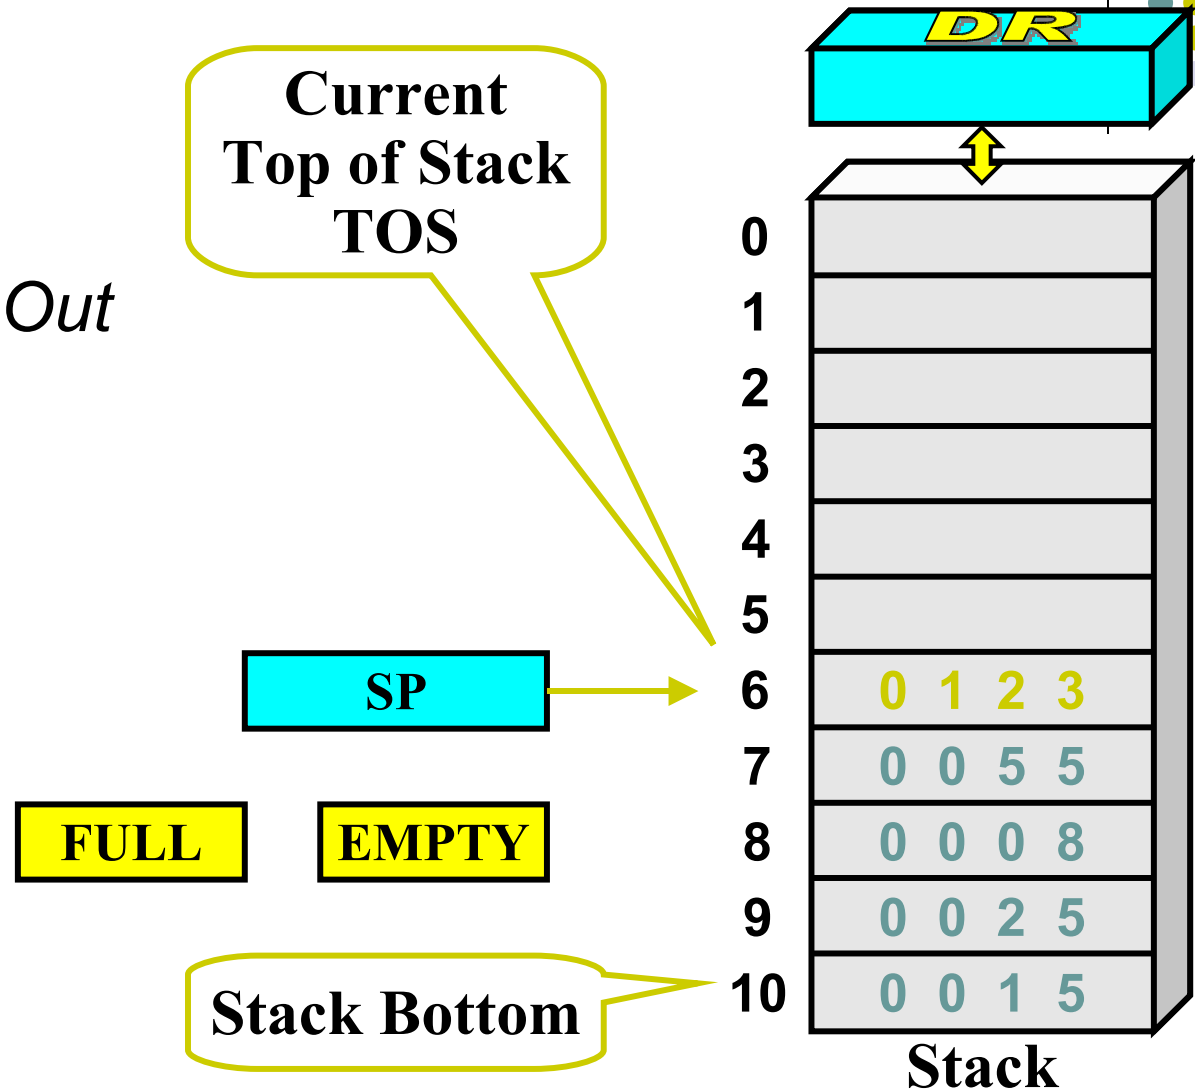 DR
Current
Top of Stack
TOS
Out
0
1
2
3
4
5
SP
6 0 1 2 3
7 0 0 5 5
FULL EMPTY
8 0 0 0 8
9 0 0 2 5
Stack Bottom
10 0 0 1 5
Stack